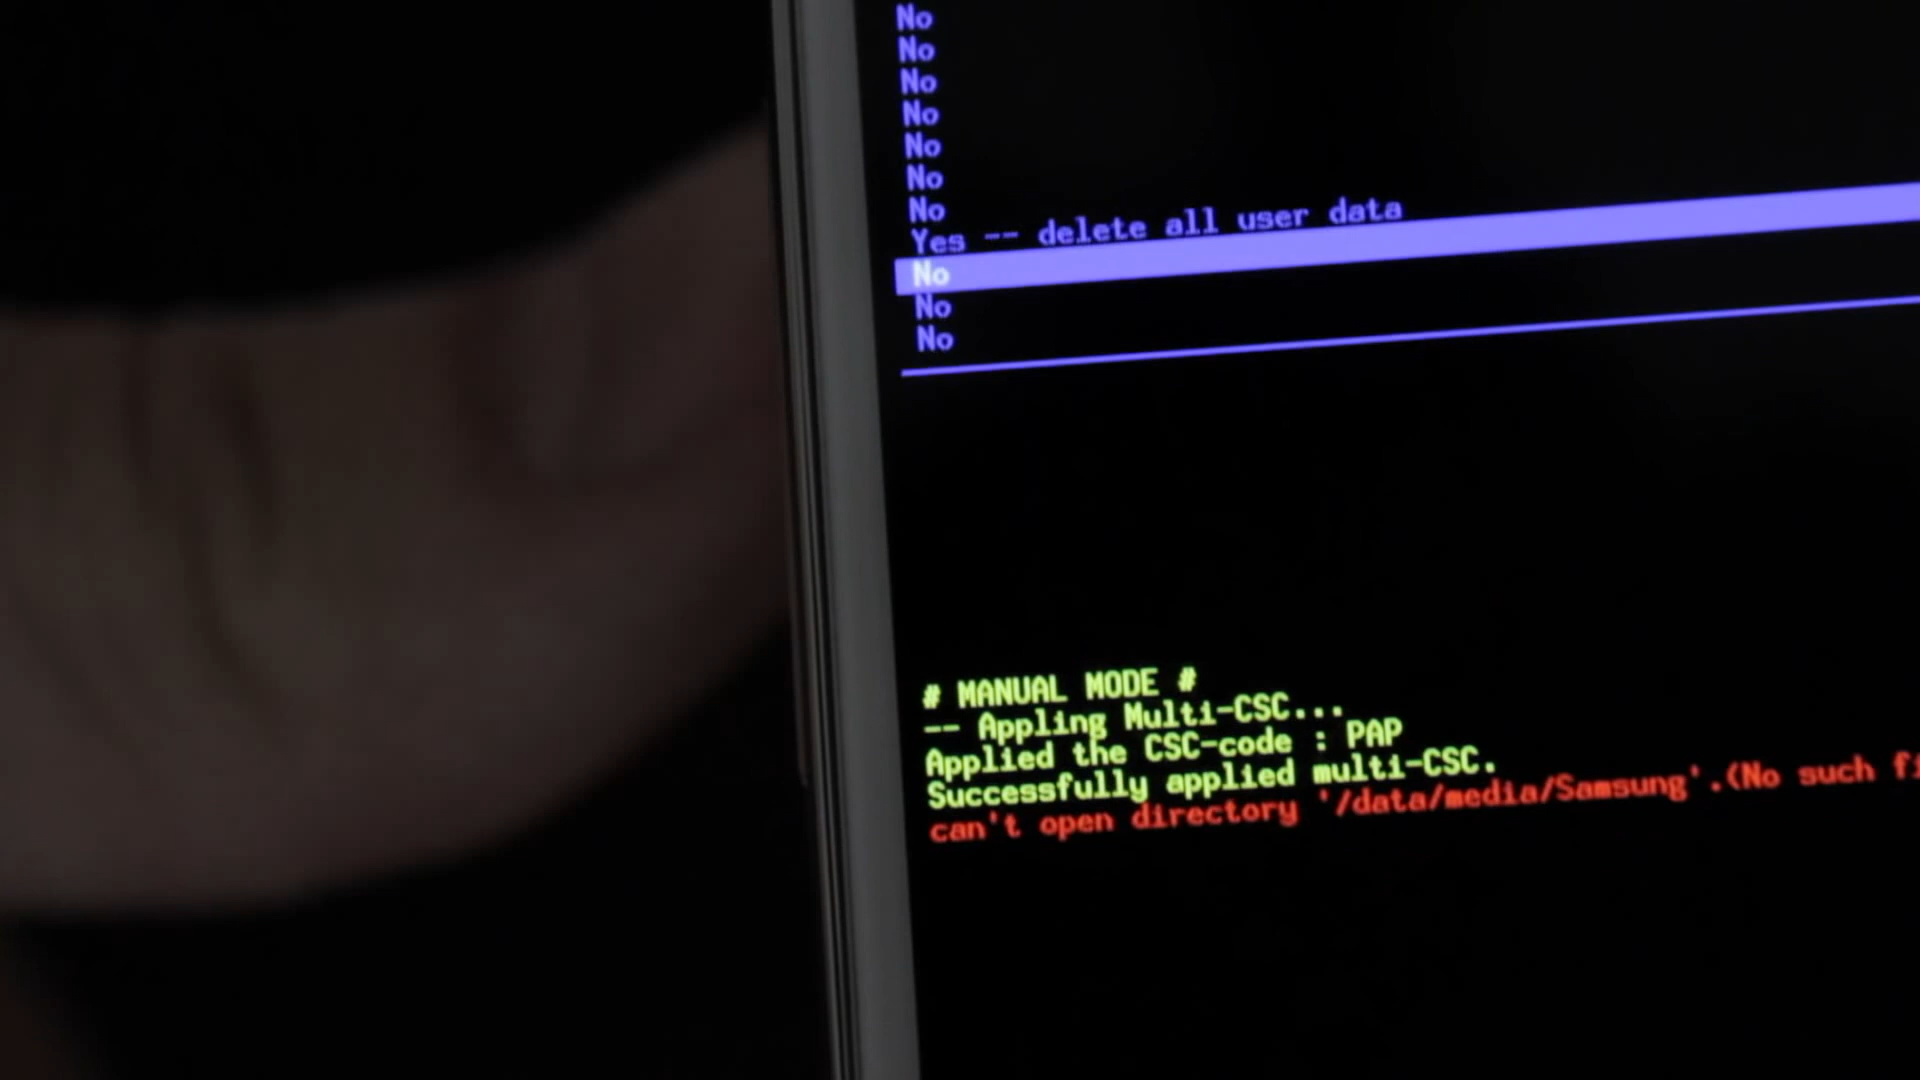 No
No
No
No
No
No
No
Yes -- delete all user data
No
No
No
# MANUAL MODE #
-- Appling Multi-CSC...
Applied the CSC-code : PAP
Successfully applied multi-CSC.
can't open directory '/data/media/Samsung'.(No such